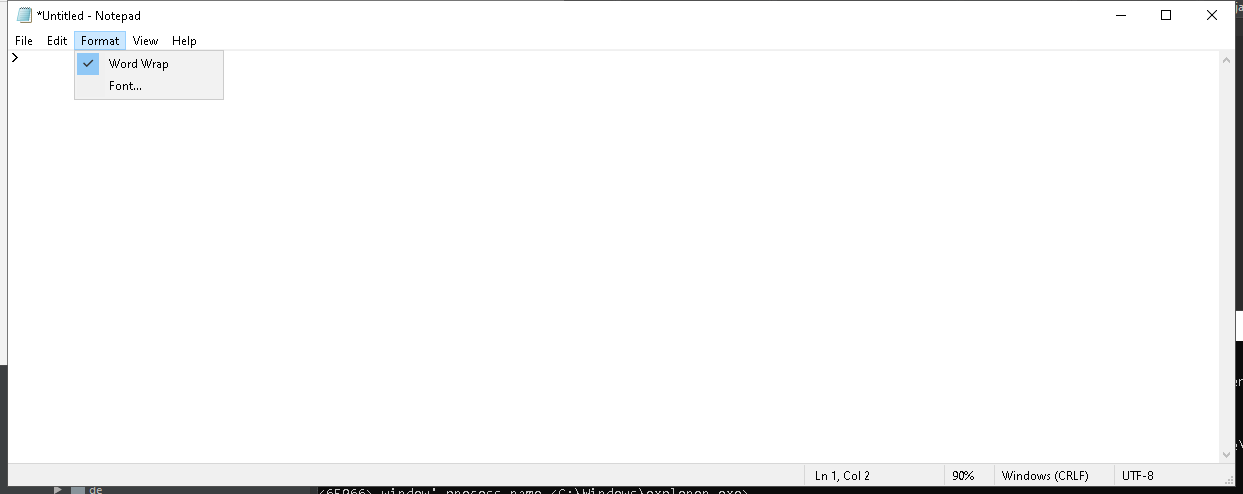 *Untitled - Notepad
File Edit Format View Help
>
Word Wrap
Font...
Ln 1, Col 2 90% Windows (CRLF) UTF-8
de
window' process name <C:\Windows\explorer.exe>